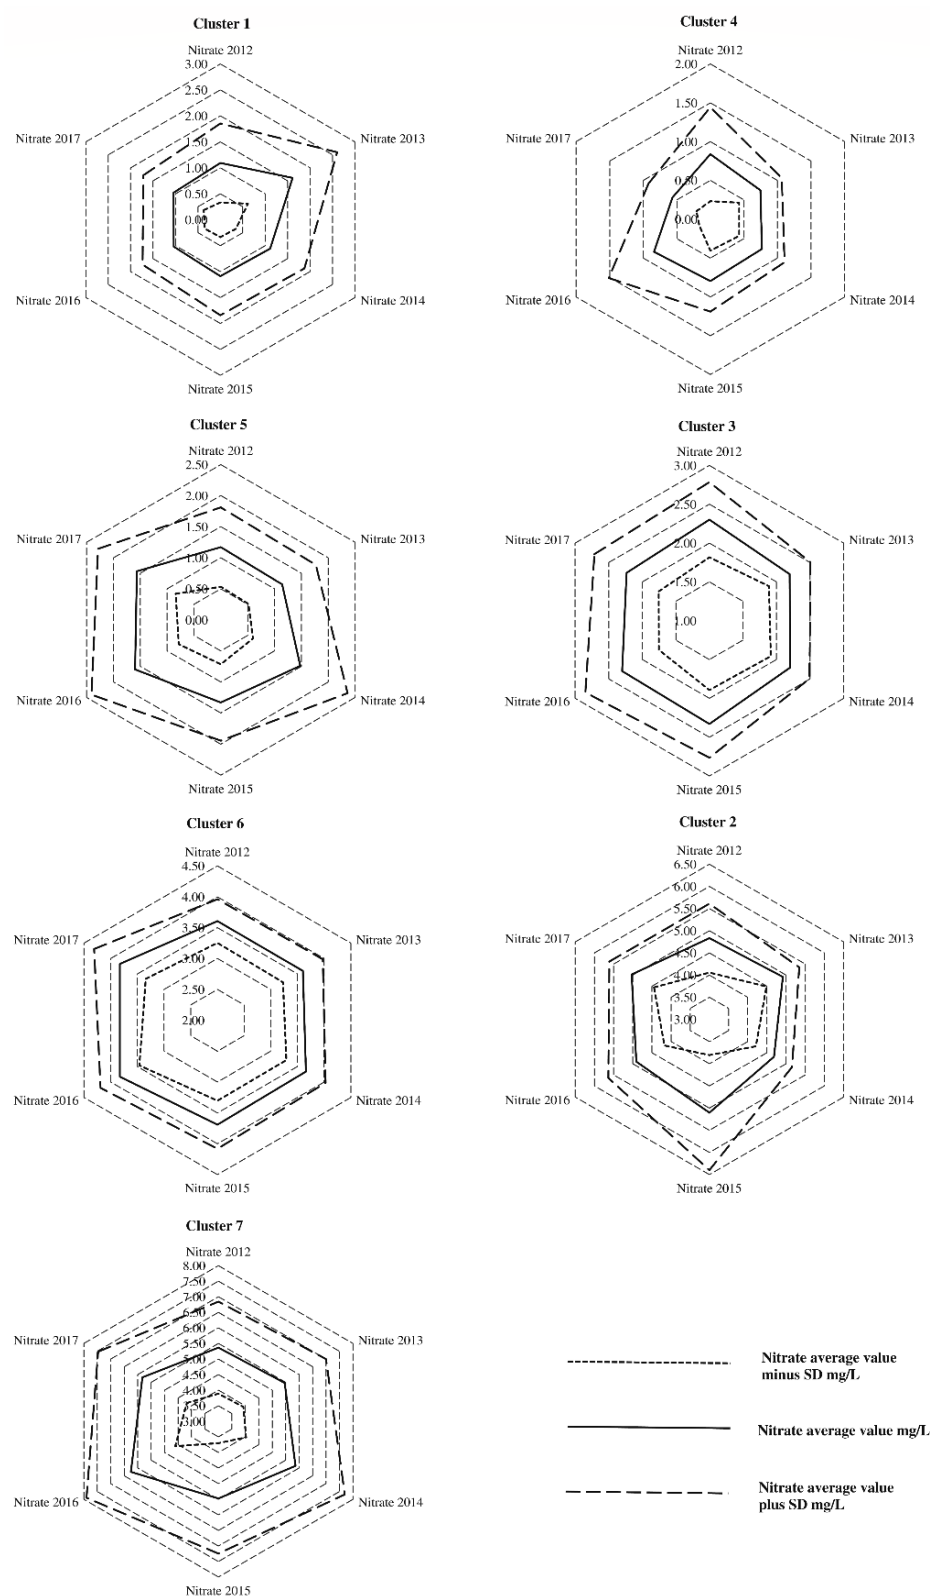 Cluster 1
Nitrate 2012
3.00
2.50
2.00
1.50
1.00
0.50
0.00
Nitrate 2013
Nitrate 2014
Nitrate 2015
Nitrate 2016
Nitrate 2017
Cluster 4
Nitrate 2012
2.00
1.50
1.00
0.50
0.00
Nitrate 2013
Nitrate 2014
Nitrate 2015
Nitrate 2016
Nitrate 2017
Cluster 5
Nitrate 2012
2.50
2.00
1.50
1.00
0.50
0.00
Nitrate 2013
Nitrate 2014
Nitrate 2015
Nitrate 2016
Nitrate 2017
Cluster 3
Nitrate 2012
3.00
2.50
2.00
1.50
1.00
Nitrate 2013
Nitrate 2014
Nitrate 2015
Nitrate 2016
Nitrate 2017
Cluster 6
Nitrate 2012
4.50
4.00
3.50
3.00
2.50
2.00
Nitrate 2013
Nitrate 2014
Nitrate 2015
Nitrate 2016
Nitrate 2017
Cluster 2
Nitrate 2012
6.50
6.00
5.50
5.00
4.50
4.00
3.50
3.00
Nitrate 2013
Nitrate 2014
Nitrate 2015
Nitrate 2016
Nitrate 2017
Cluster 7
Nitrate 2012
8.00
7.50
7.00
6.50
6.00
5.50
5.00
4.50
4.00
3.50
3.00
Nitrate 2013
Nitrate 2014
Nitrate 2015
Nitrate 2016
Nitrate 2017
Nitrate average value
minus SD mg/L
Nitrate average value mg/L
Nitrate average value
plus SD mg/L